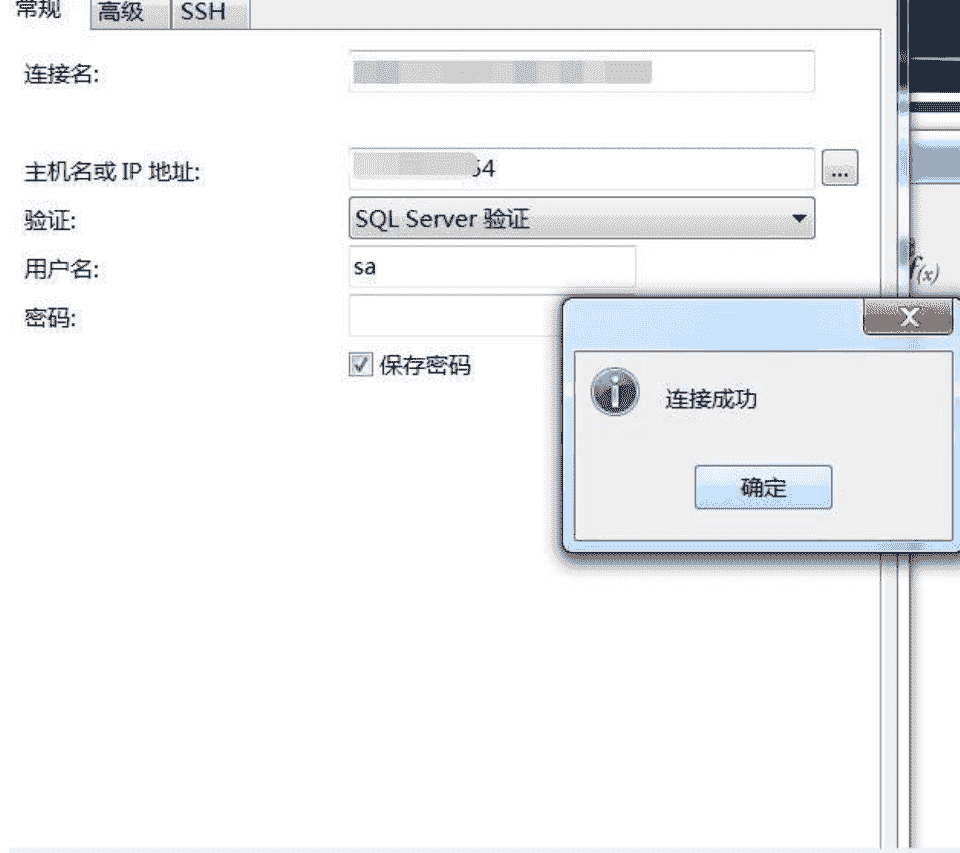 常规 高级 SSH
连接名:
主机名或 IP 地址: 54
验证: SQL Server 验证
用户名: sa
f(x)
密码:
保存密码
连接成功
确定